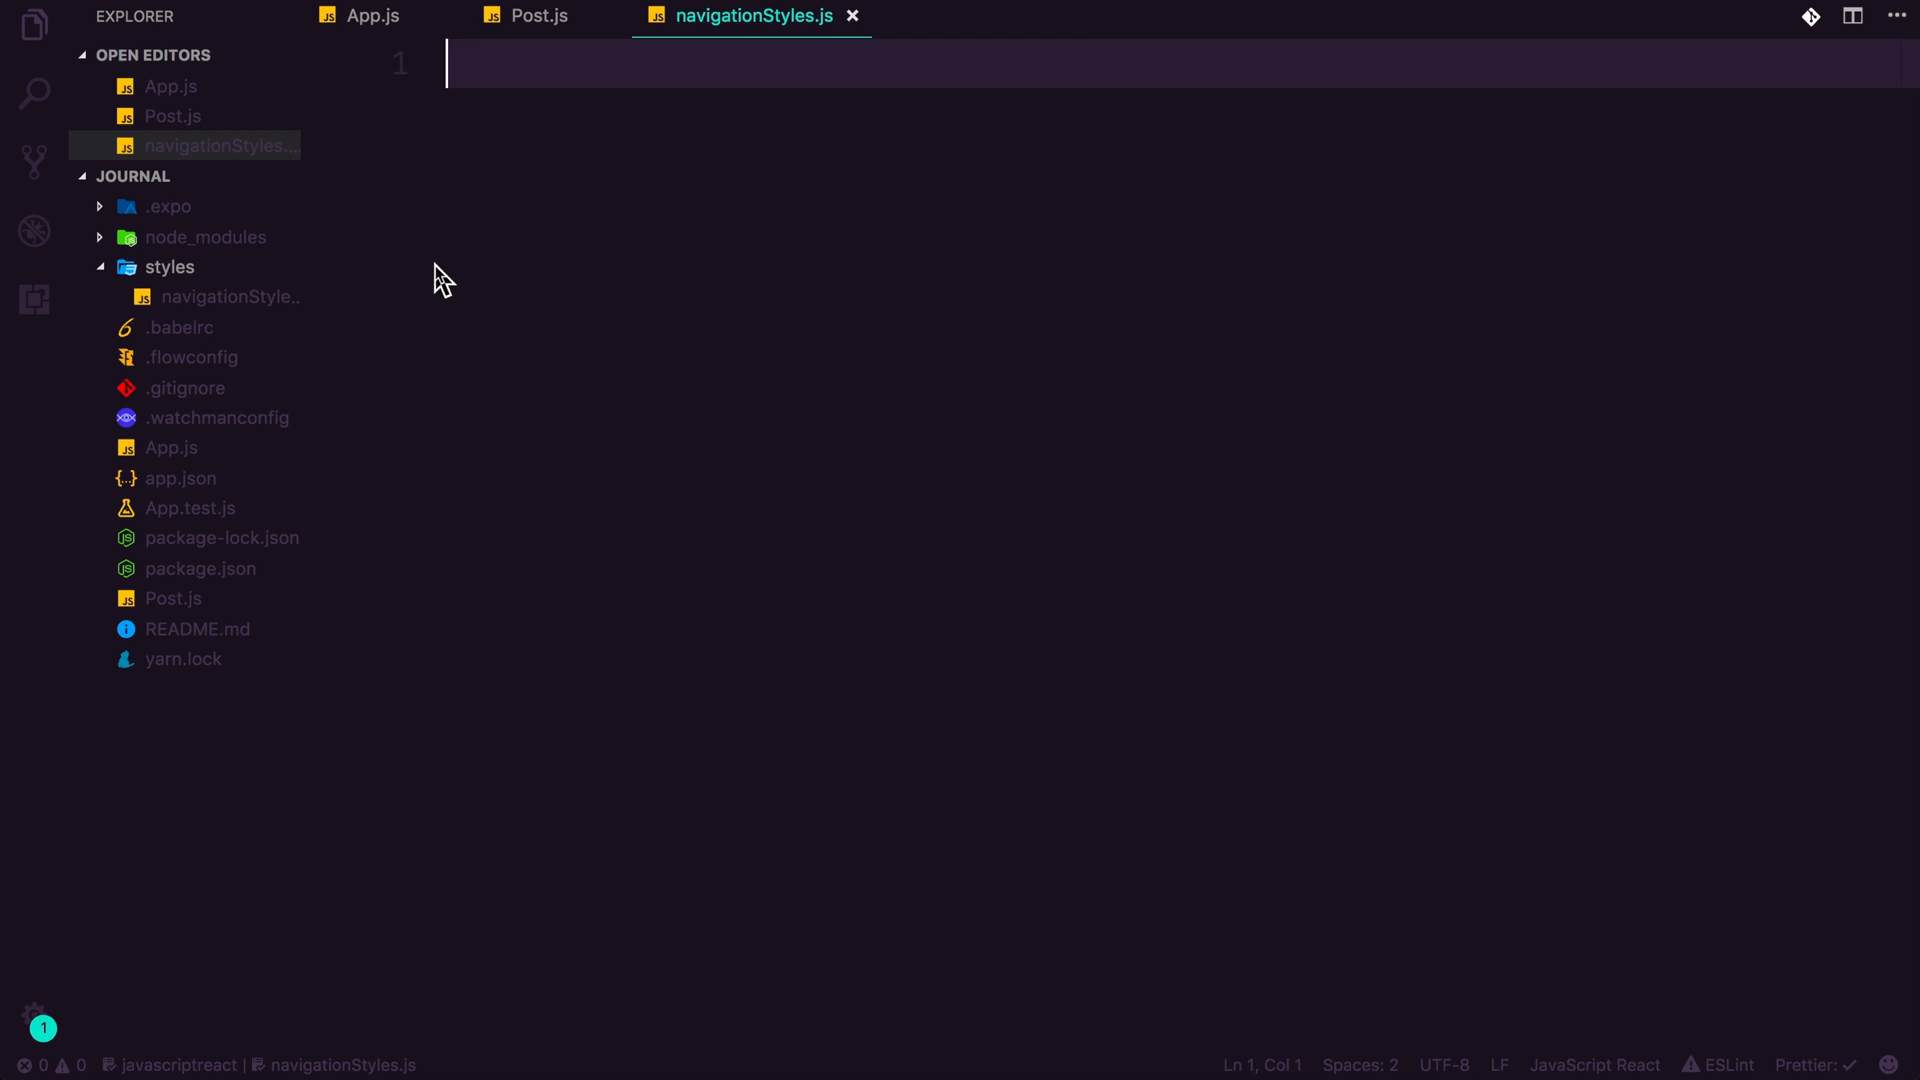 EXPLORER
App.js
Post.js
navigationStyles.js
OPEN EDITORS
App.js
Post.js
navigationStyles....
JOURNAL
.expo
node_modules
styles
navigationStyle..
.babelrc
.flowconfig
.gitignore
.watchmanconfig
App.js
app.json
App.test.js
package-lock.json
package.json
Post.js
README.md
yarn.lock
1
1
0 0 javascriptreact | navigationStyles.js
Ln 1, Col 1 Spaces: 2 UTF-8 LF JavaScript React ESLint Prettier: ✓